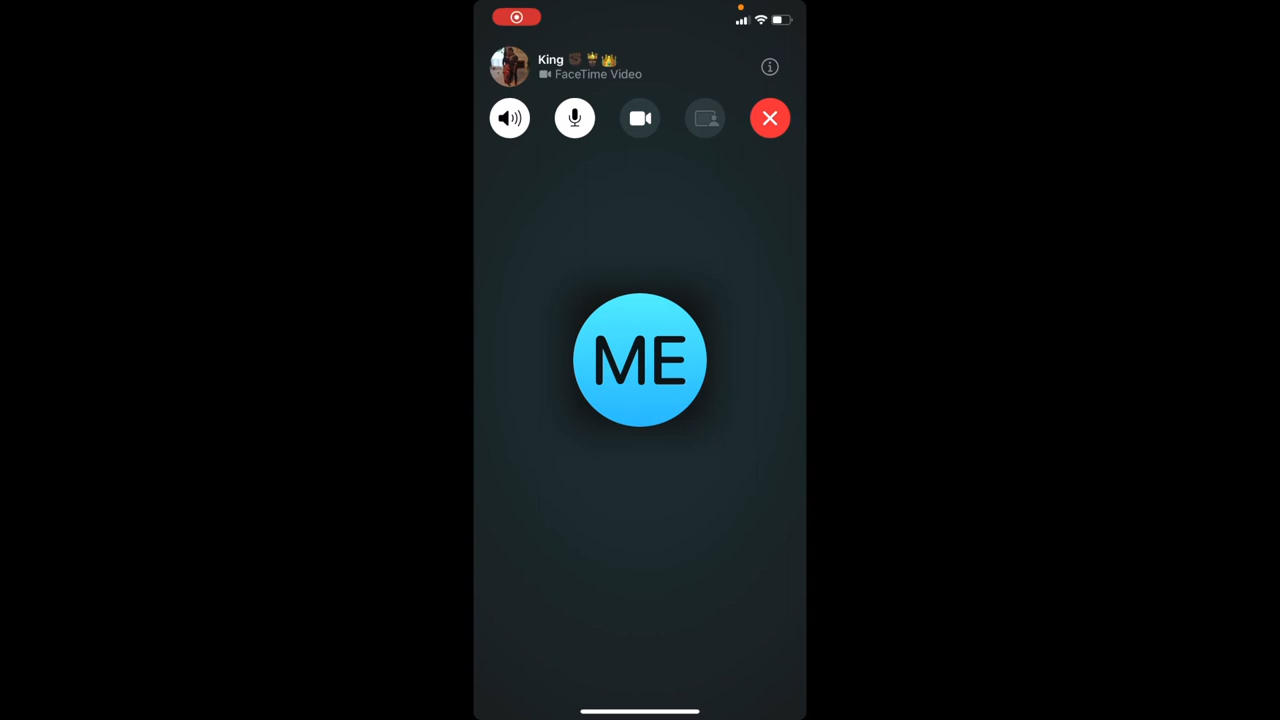 King ✊🏿🤴🏿👑
FaceTime Video
ME